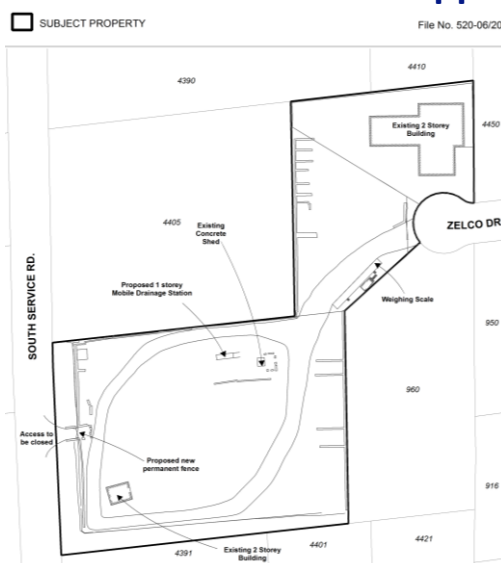 SUBJECT PROPERTY
File No. 520-06/20
4390
4410
4450
Existing 2 Storey
Building
4405
Existing
Concrete
Shed
ZELCO DR
Proposed 1 storey
Mobile Drainage Station
SOUTH SERVICE RD.
Weighing Scale
950
960
Access to
be closed
Proposed new
permanent fence
916
Existing 2 Storey
Building
4391
4401
4421